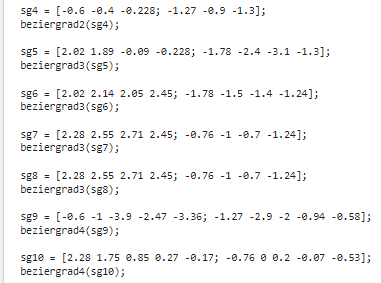 sg4 = [-0.6 -0.4 -0.228; -1.27 -0.9 -1.3];
beziergrad2(sg4);
sg5 = [2.02 1.89 -0.09 -0.228; -1.78 -2.4 -3.1 -1.3];
beziergrad3(sg5);
sg6 = [2.02 2.14 2.05 2.45; -1.78 -1.5 -1.4 -1.24];
beziergrad3(sg6);
sg7 = [2.28 2.55 2.71 2.45; -0.76 -1 -0.7 -1.24];
beziergrad3(sg7);
sg8 = [2.28 2.55 2.71 2.45; -0.76 -1 -0.7 -1.24];
beziergrad3(sg8);
sg9 = [-0.6 -1 -3.9 -2.47 -3.36; -1.27 -2.9 -2 -0.94 -0.58];
beziergrad4(sg9);
sg10 = [2.28 1.75 0.85 0.27 -0.17; -0.76 0 0.2 -0.07 -0.53];
beziergrad4(sg10);